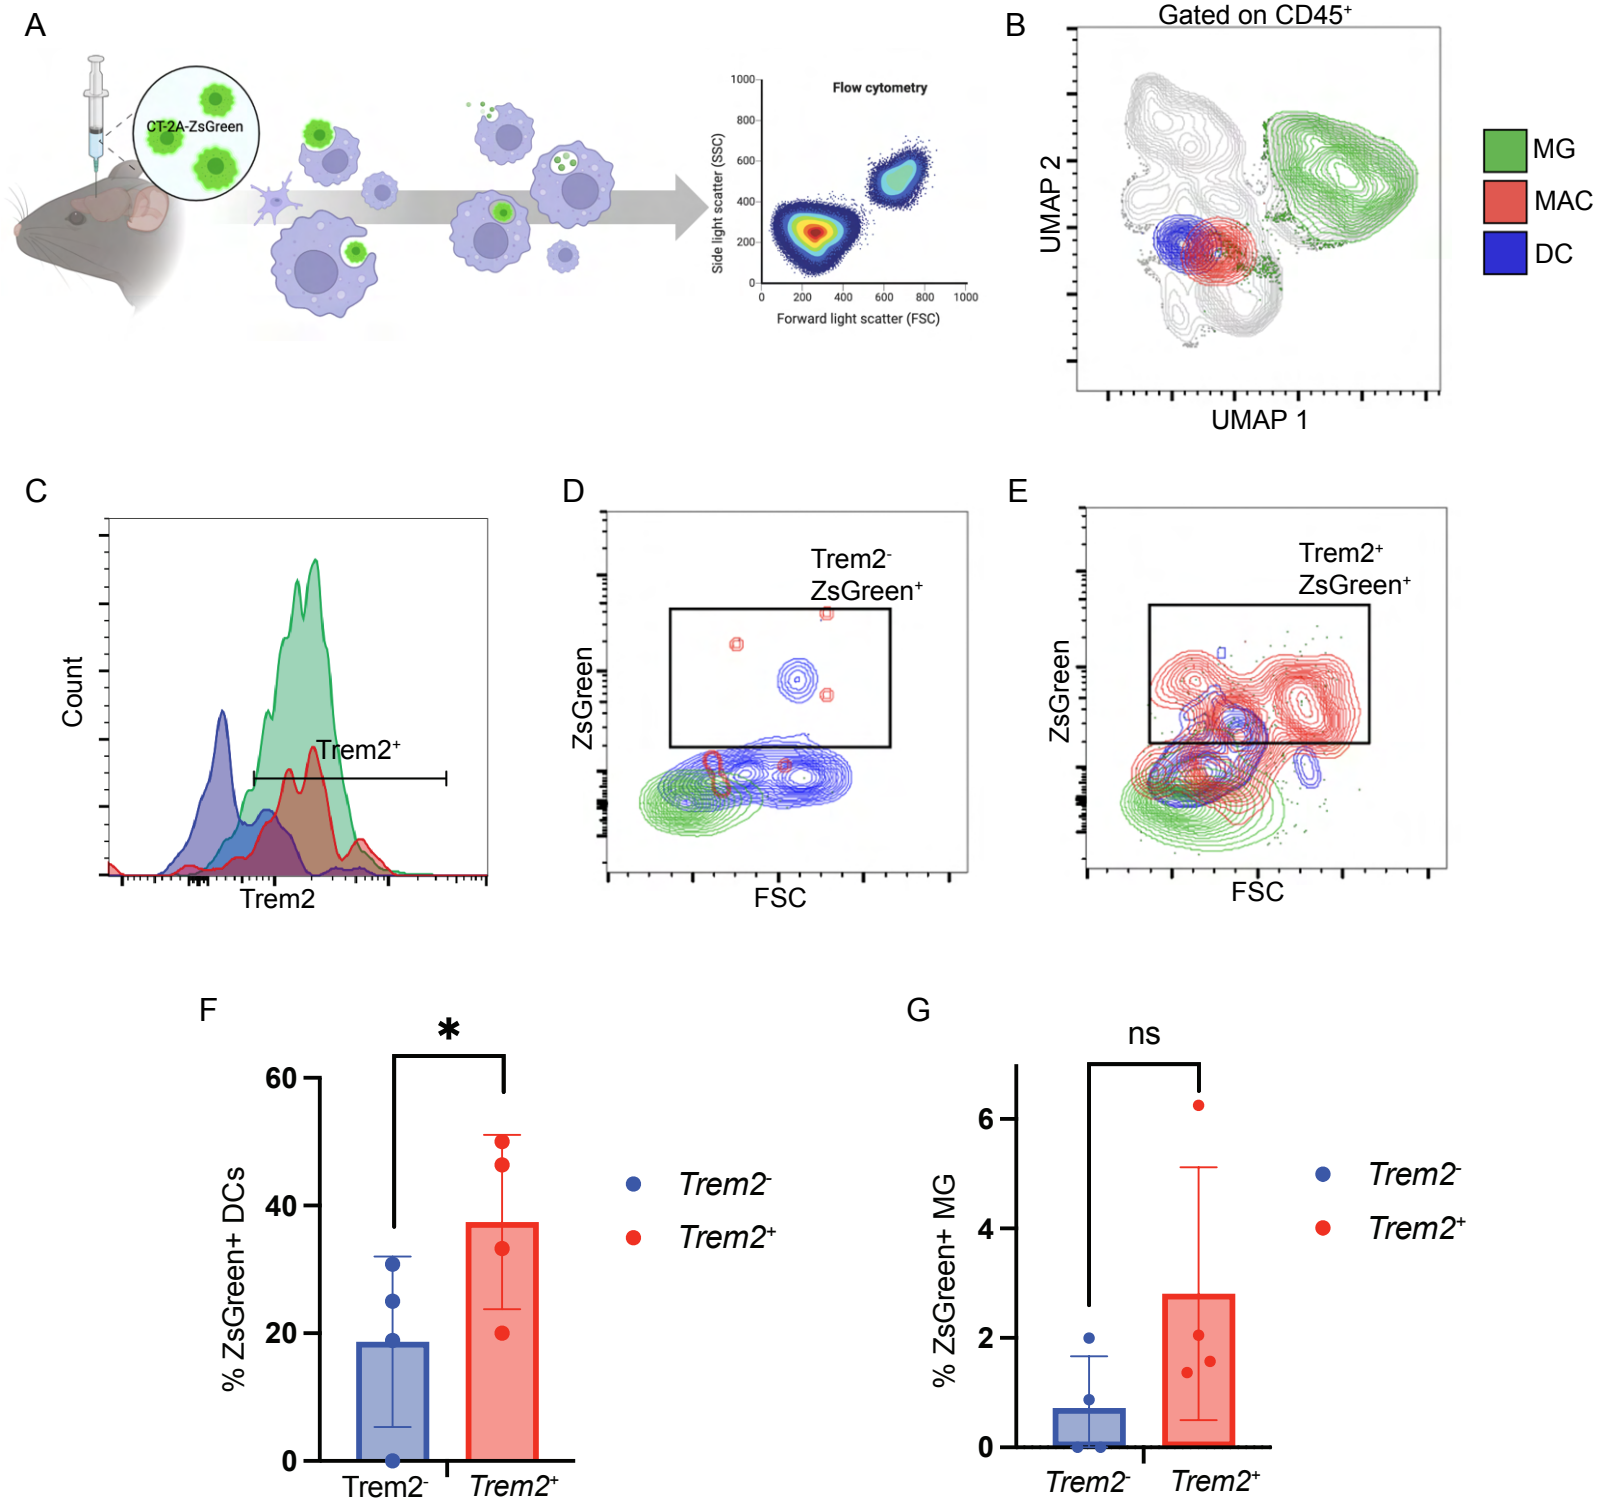 A
CT-2A-ZsGreen
Flow cytometry
Side light scatter (SSC)
1000
800
600
400
200
0
0 200 400 600 800 1000
Forward light scatter (FSC)
B
Gated on CD45⁺
UMAP 2
UMAP 1
MG
MAC
DC
C
Count
Trem2⁺
Trem2
D
Trem2⁻
ZsGreen⁺
ZsGreen
FSC
E
Trem2⁺
ZsGreen⁺
ZsGreen
FSC
F
*
% ZsGreen+ DCs
60
40
20
0
Trem2⁻ Trem2⁺
Trem2⁻
Trem2⁺
G
ns
% ZsGreen+ MG
6
4
2
0
Trem2⁻ Trem2⁺
Trem2⁻
Trem2⁺